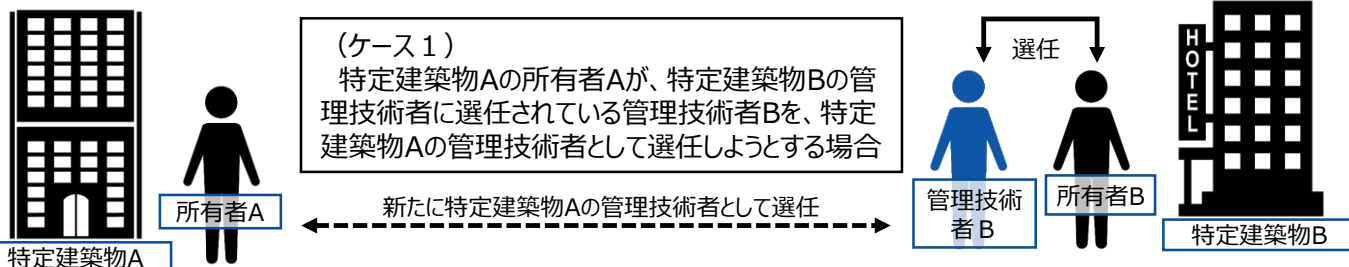 (ケース1)
特定建築物Aの所有者Aが、特定建築物Bの管
理技術者に選任されている管理技術者Bを、特定
建築物Aの管理技術者として選任しようとする場合
選任
HOTEL
所有者A
新たに特定建築物Aの管理技術者として選任
管理技術
者B
所有者B
特定建築物A
特定建築物B